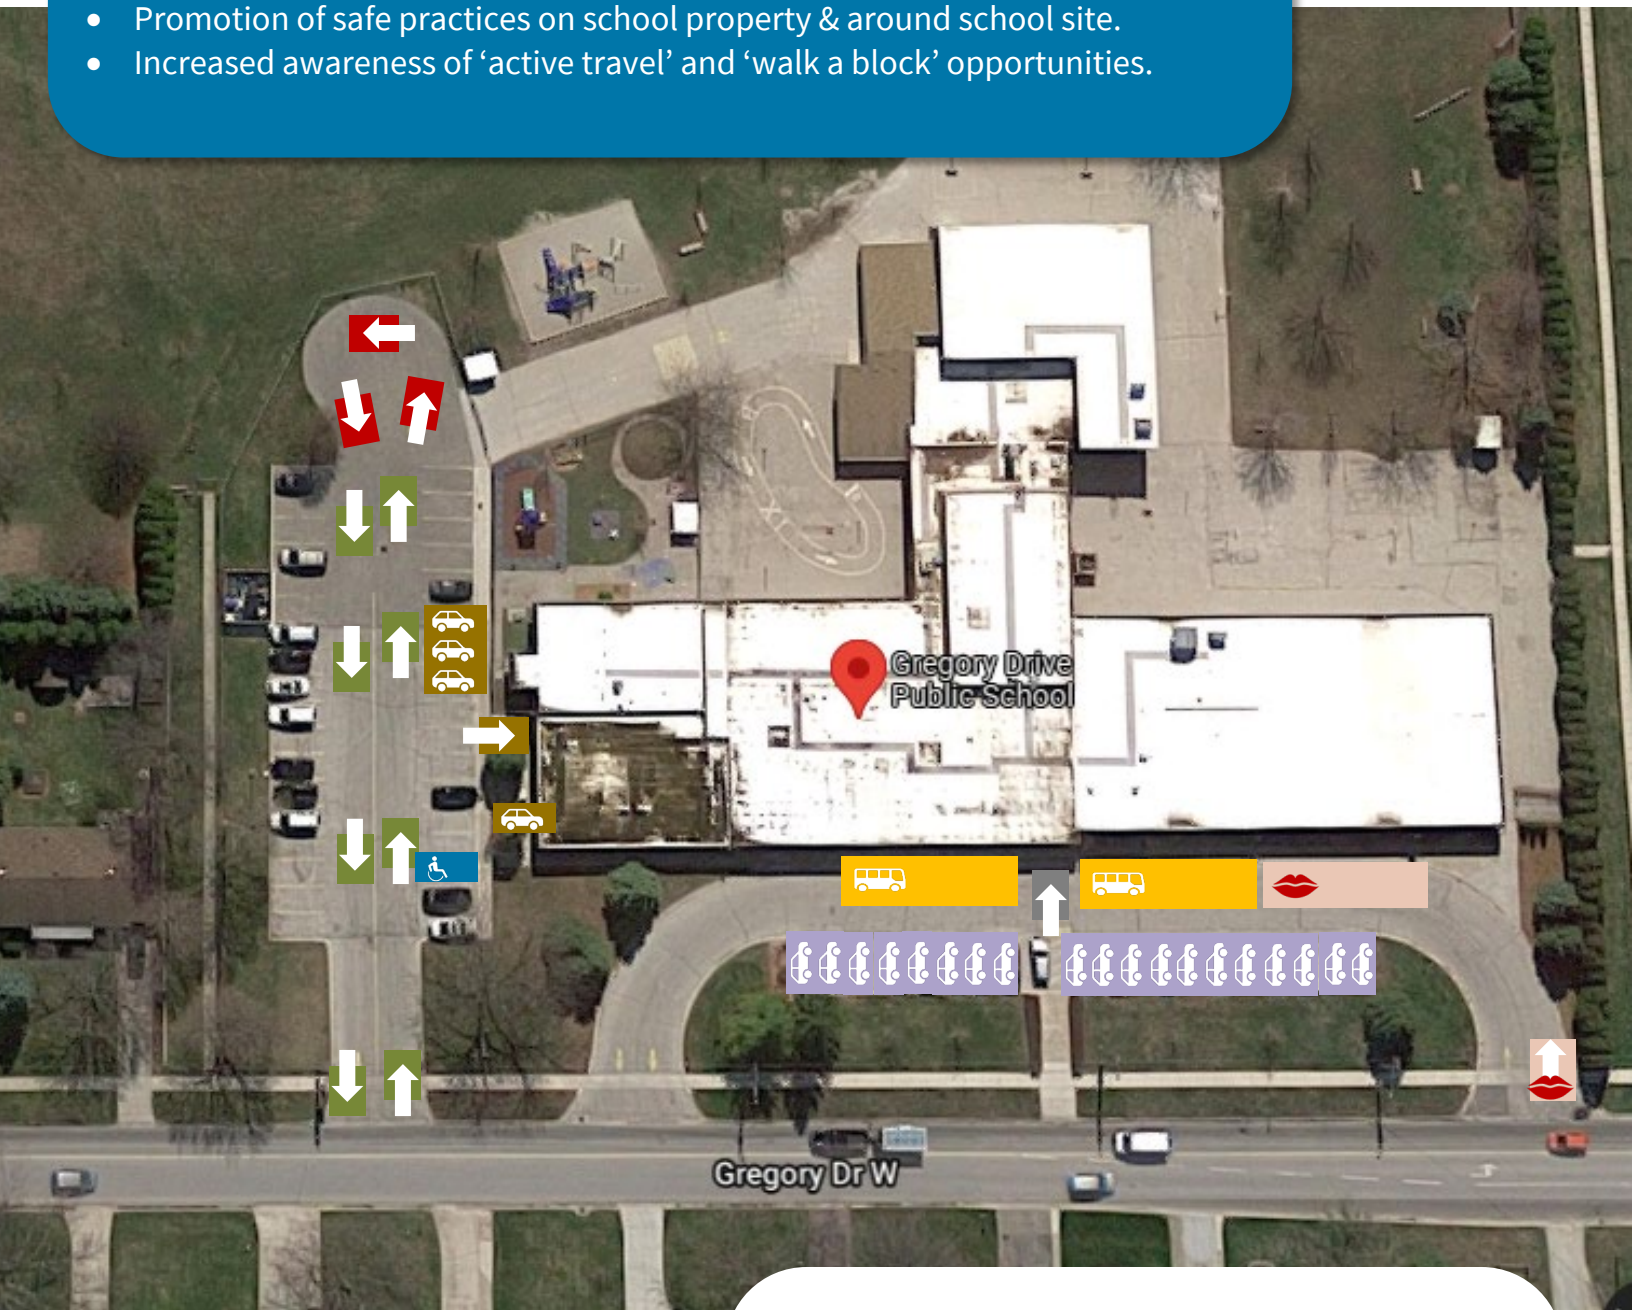 • Promotion of safe practices on school property & around school site.
• Increased awareness of ‘active travel’ and ‘walk a block’ opportunities.
Gregory Drive
Public School
Gregory Dr W